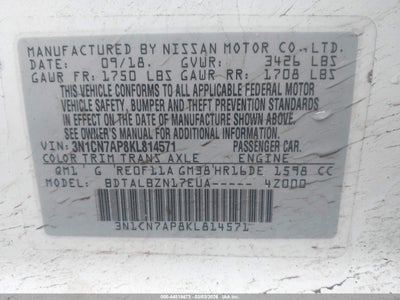 MANUFACTURED BY NISSAN MOTOR CO., LTD.
DATE: 09/18. GVWR: 3426 LBS
GAWR FR: 1750 LBS GAWR RR: 1708 LBS
THIS VEHICLE CONFORMS TO ALL APPLICABLE FEDERAL MOTOR
VEHICLE SAFETY, BUMPER AND THEFT PREVENTION STANDARDS IN
EFFECT ON THE DATE OF MANUFACTURE SHOWN ABOVE.
SEE OWNER'S MANUAL FOR ADDITIONAL INFORMATION.
VIN: 3N1CN7AP8KL814571 PASSENGER CAR.
COLOR TRIM TRANS AXLE ENGINE
QM1 G RE0F11A GM38 HR16DE 1598 CC
MODEL: BDTALBZN17EUA----- 4Z000
3N1CN7AP8KL814571